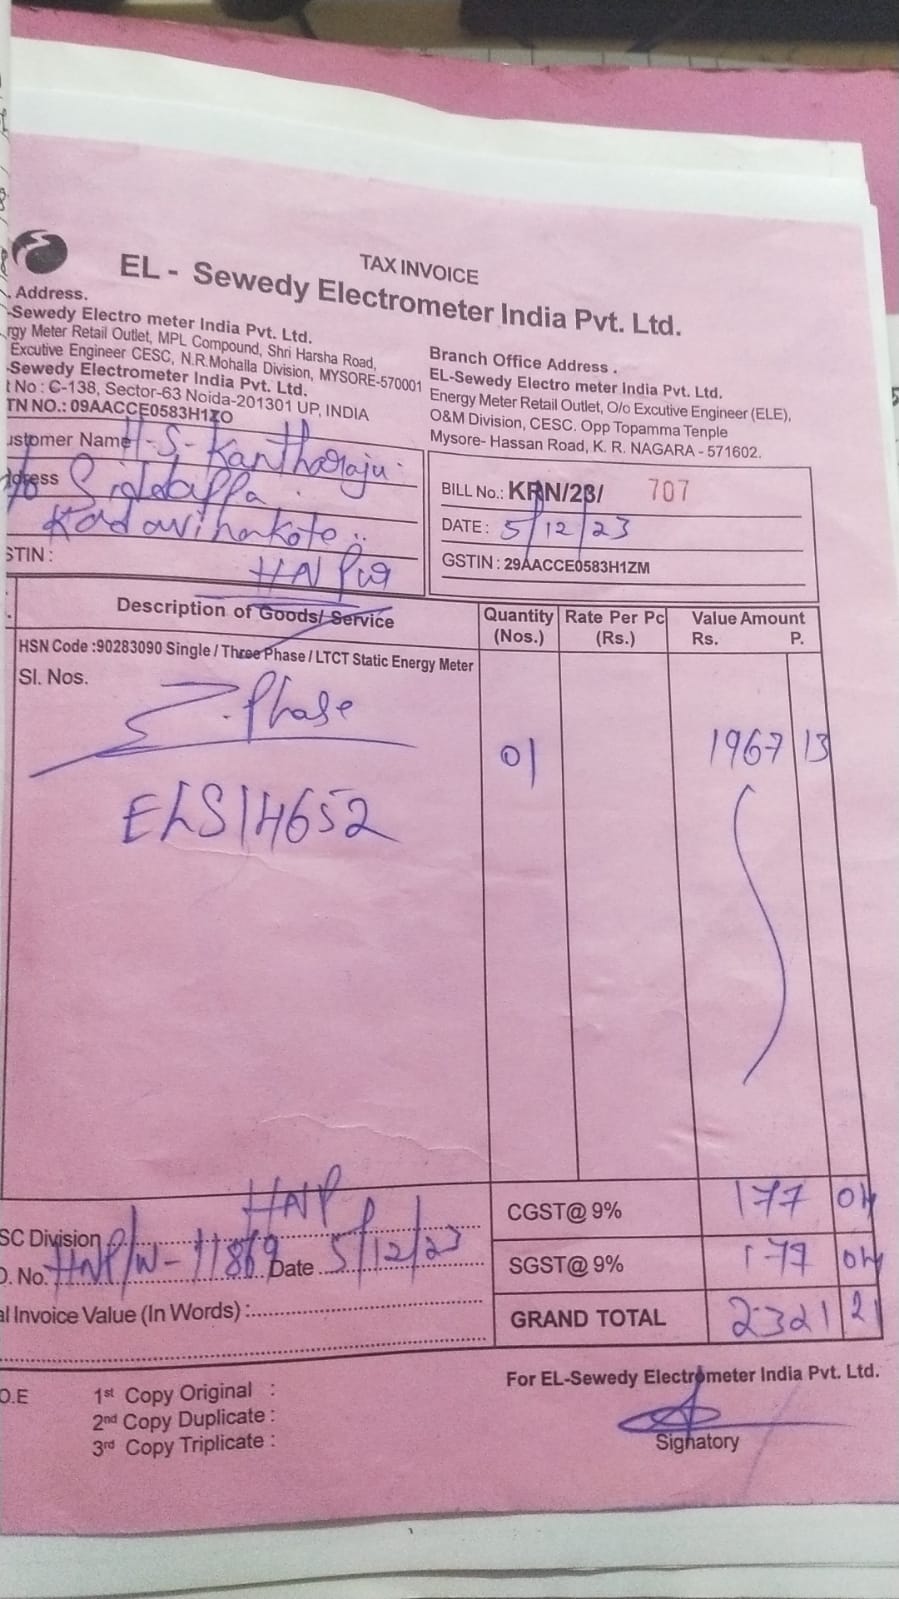 TAX INVOICE
EL - Sewedy Electrometer India Pvt. Ltd.
. Address.
-Sewedy Electro meter India Pvt. Ltd.
rgy Meter Retail Outlet, MPL Compound, Shri Harsha Road,
Excutive Engineer CESC, N.R.Mohalla Division, MYSORE-570001
-Sewedy Electrometer India Pvt. Ltd.
t No : C-138, Sector-63 Noida-201301 UP, INDIA
TN NO.: 09AACCE0583H1ZO
Branch Office Address .
EL-Sewedy Electro meter India Pvt. Ltd.
Energy Meter Retail Outlet, O/o Excutive Engineer (ELE),
O&M Division, CESC. Opp Topamma Tenple
Mysore- Hassan Road, K. R. NAGARA - 571602.
ustomer Name H-S-Kantharaju
ddress Siddappa
STIN :
BILL No.: KRN/23/ 707
DATE : 5/12/23
GSTIN : 29AACCE0583H1ZM
Description of Goods/ Service
Quantity (Nos.)
Rate Per Pc (Rs.)
Value Amount
Rs. P.
HSN Code :90283090 Single / Three Phase / LTCT Static Energy Meter
Sl. Nos.
Phase
01
1967 13
ELS14652
HNP
SC Division
O. No. HNP/W-11869 Date 5/12/23
al Invoice Value (In Words) :
CGST@ 9% 177 04
SGST@ 9% 177 04
GRAND TOTAL 2321 21
For EL-Sewedy Electrometer India Pvt. Ltd.
O.E
1st Copy Original :
2nd Copy Duplicate :
3rd Copy Triplicate :
Sighatory